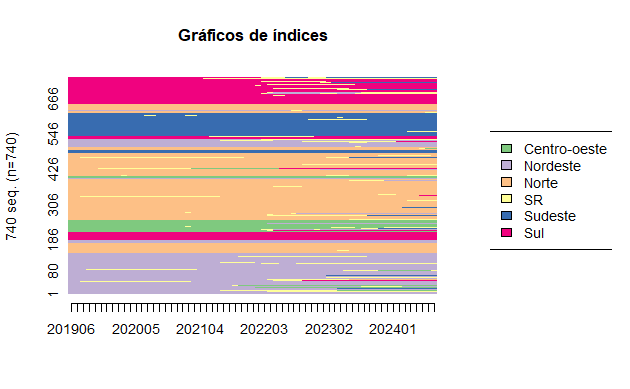 Gráficos de índices
740 seq. (n=740)
666
546
426
306
186
80
1
201906 202005 202104 202203 202302 202401
Centro-oeste
Nordeste
Norte
SR
Sudeste
Sul